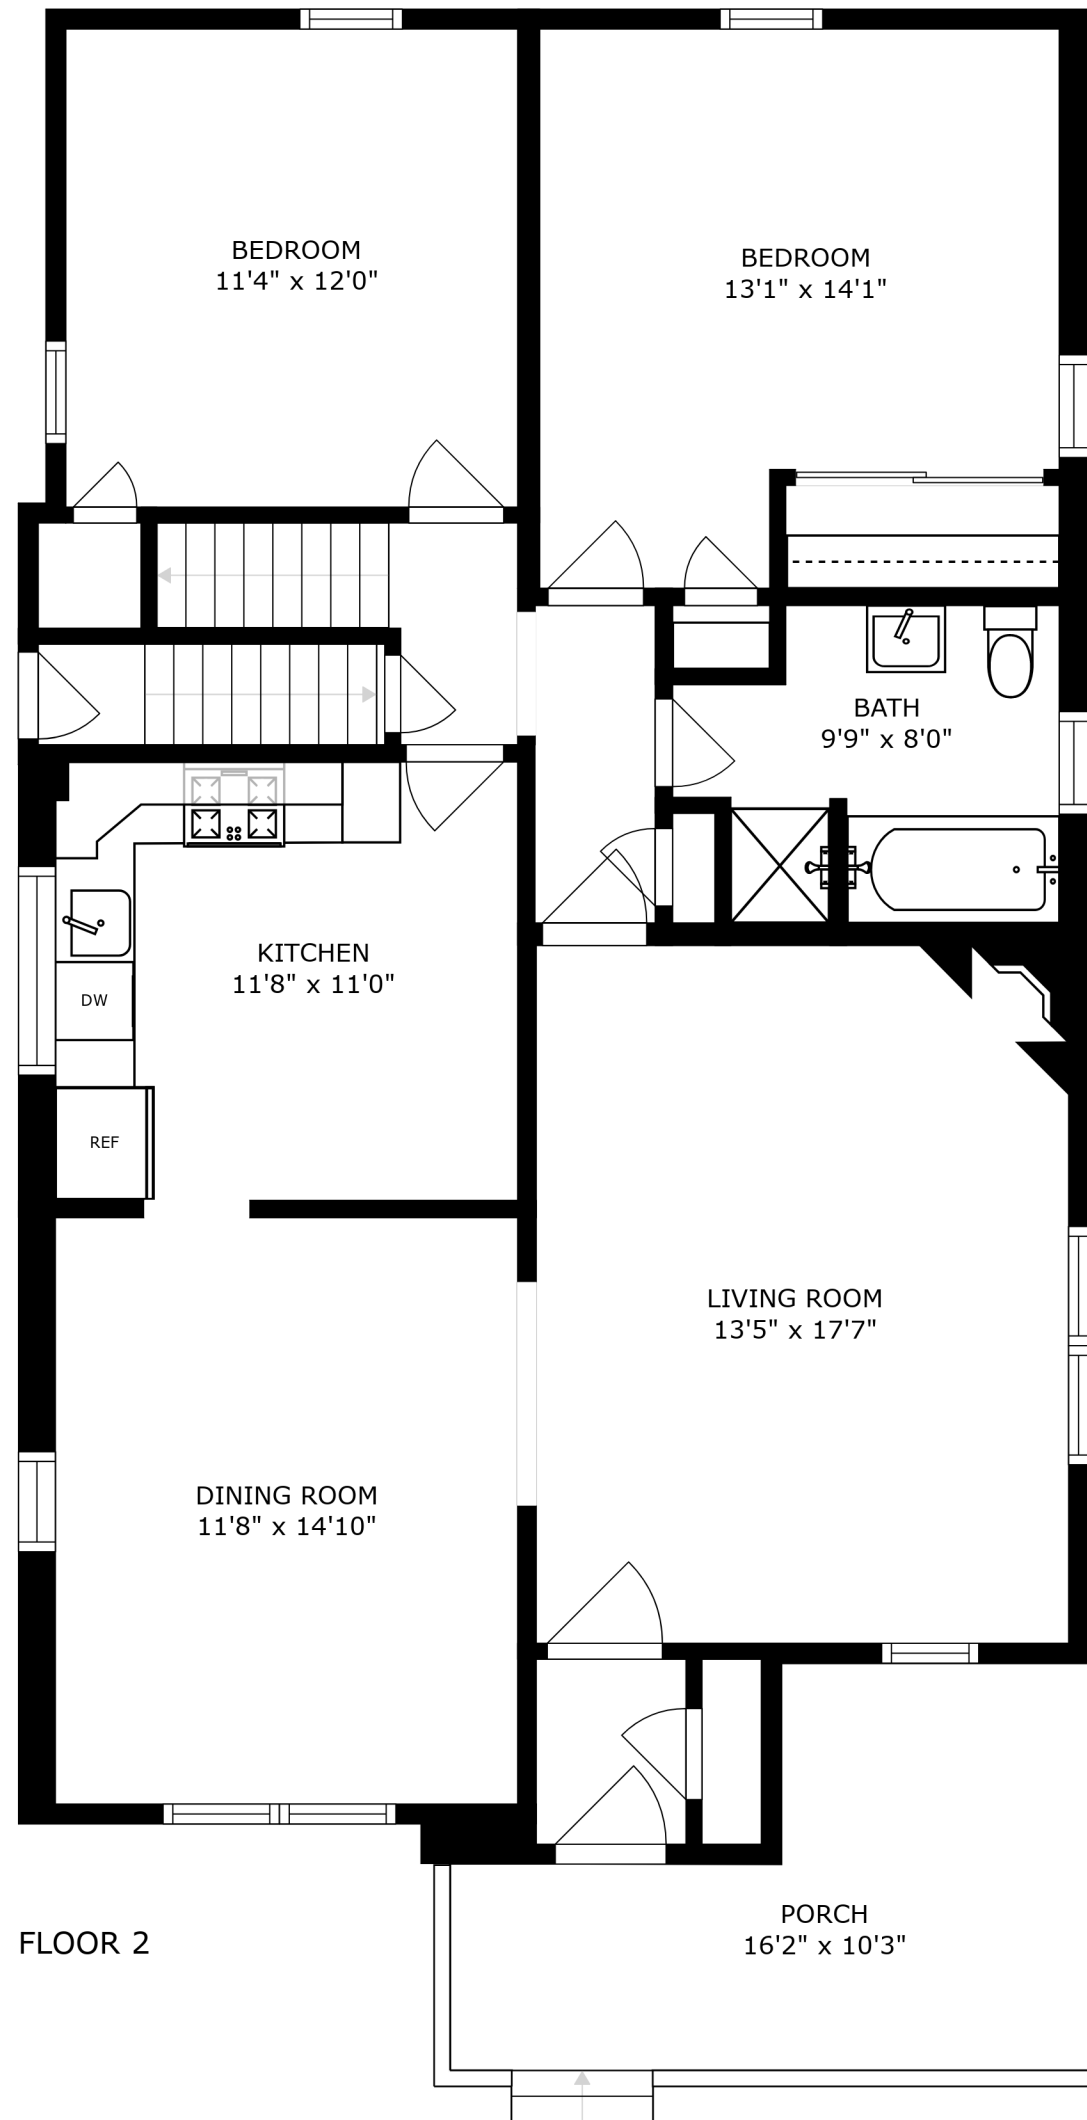 BEDROOM
11'4" x 12'0"
BEDROOM
13'1" x 14'1"
BATH
9'9" x 8'0"
KITCHEN
11'8" x 11'0"
DW
REF
LIVING ROOM
13'5" x 17'7"
DINING ROOM
11'8" x 14'10"
PORCH
16'2" x 10'3"
FLOOR 2